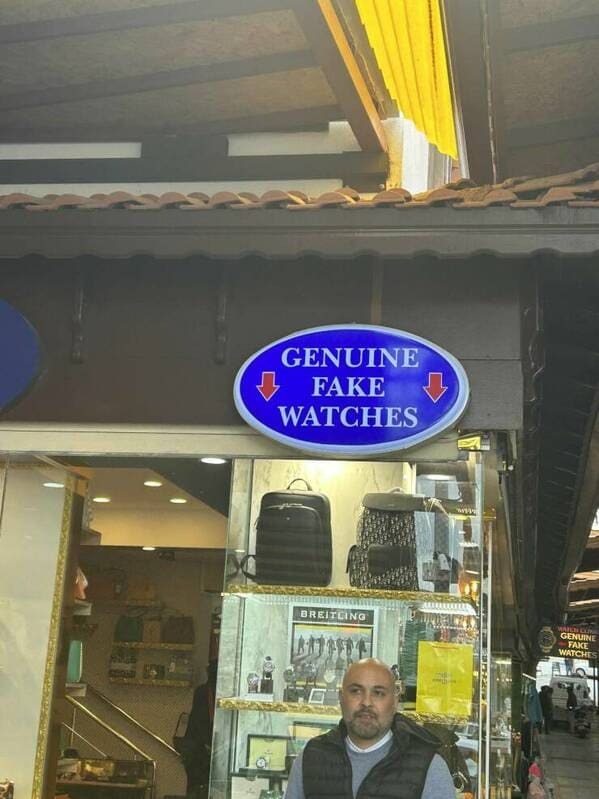 GENUINE
FAKE
WATCHES
BREITLING
GENUINE
FAKE
WATCHES